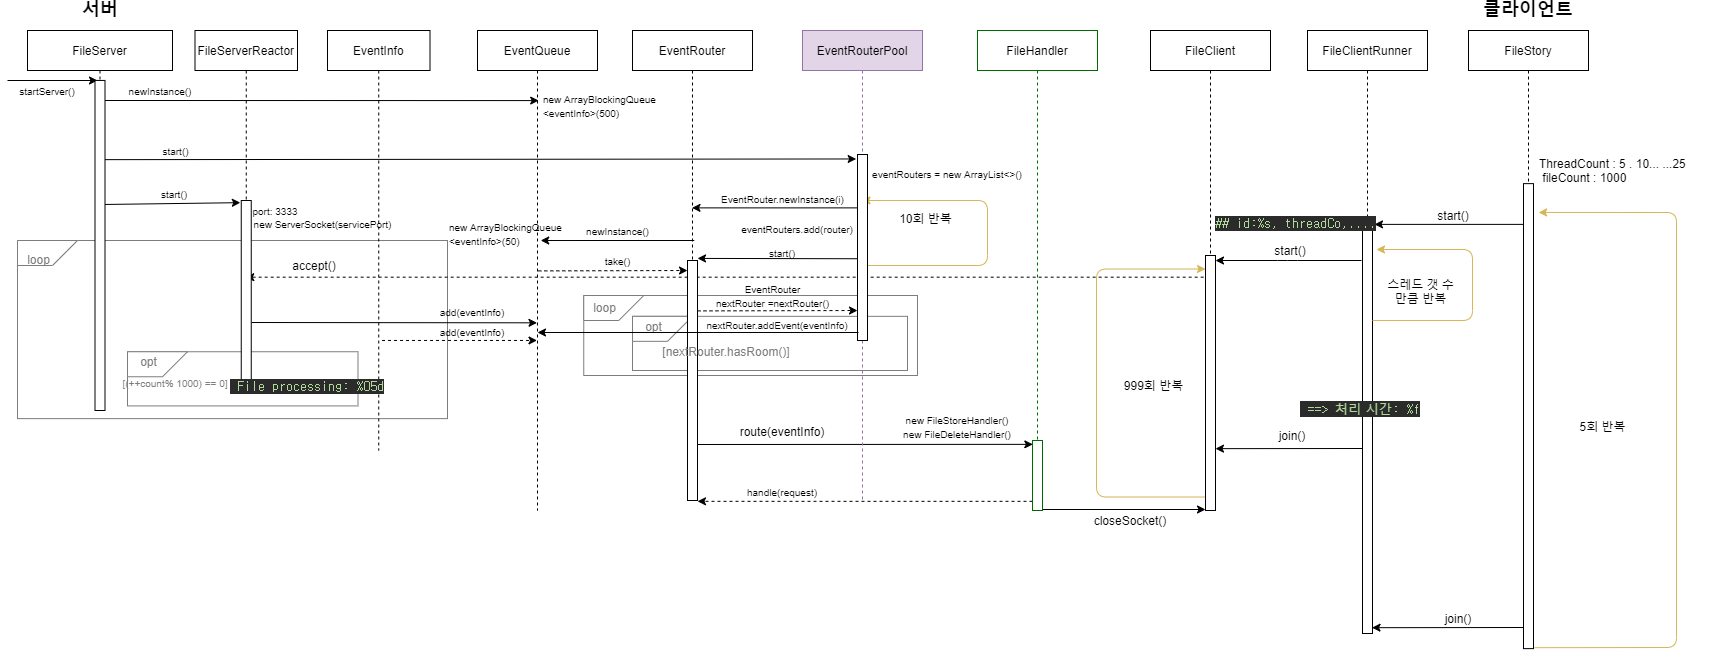 서버
클라이언트
FileServer
FileServerReactor
EventInfo
EventQueue
EventRouter
EventRouterPool
FileHandler
FileClient
FileClientRunner
FileStory
startServer()
newInstance()
new ArrayBlockingQueue
<eventInfo>(500)
start()
ThreadCount : 5 . 10... ...25
fileCount : 1000
eventRouters = new ArrayList<>()
start()
EventRouter.newInstance(i)
port: 3333
new ServerSocket(servicePort)
10회 반복
## id:%s, threadCo,....
start()
new ArrayBlockingQueue
<eventInfo>(50)
newInstance()
eventRouters.add(router)
loop
accept()
take()
start()
start()
스레드 갯 수
만큼 반복
EventRouter
nextRouter =nextRouter()
loop
add(eventInfo)
add(eventInfo)
opt
nextRouter.addEvent(eventInfo)
[nextRouter.hasRoom()]
opt
[(++count% 1000) == 0]
File processing: %05d
999회 반복
==> 처리 시간: %f
5회 반복
new FileStoreHandler()
route(eventInfo)
new FileDeleteHandler()
join()
handle(request)
closeSocket()
join()